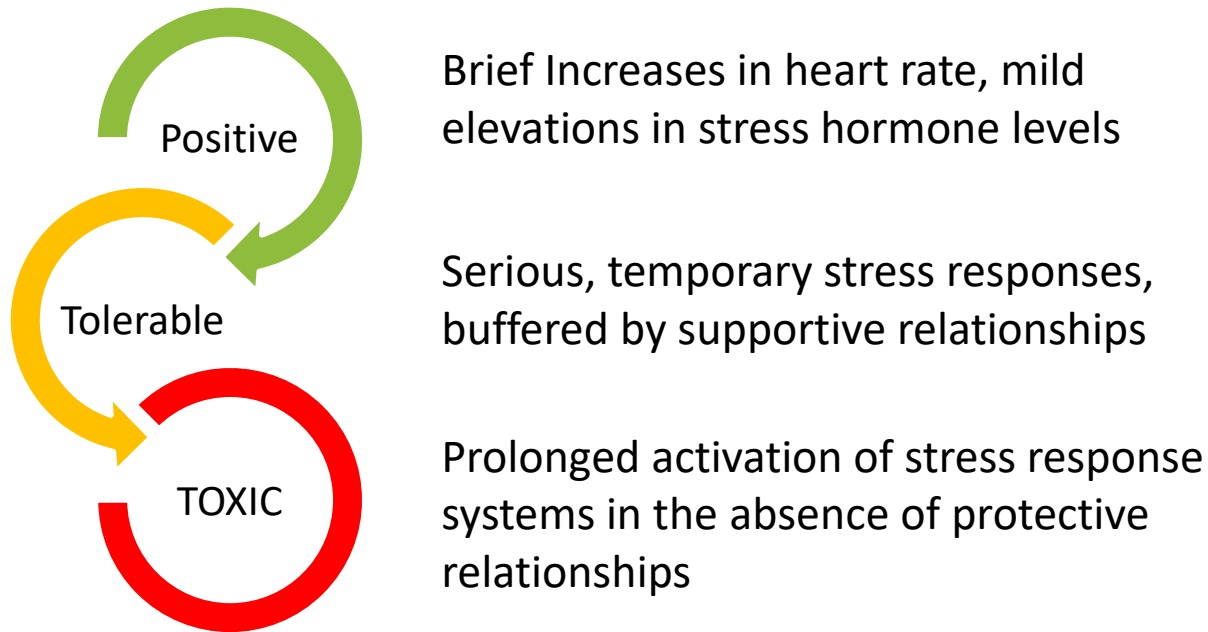 Positive
Brief Increases in heart rate, mild
elevations in stress hormone levels
Tolerable
Serious, temporary stress responses,
buffered by supportive relationships
TOXIC
Prolonged activation of stress response
systems in the absence of protective
relationships